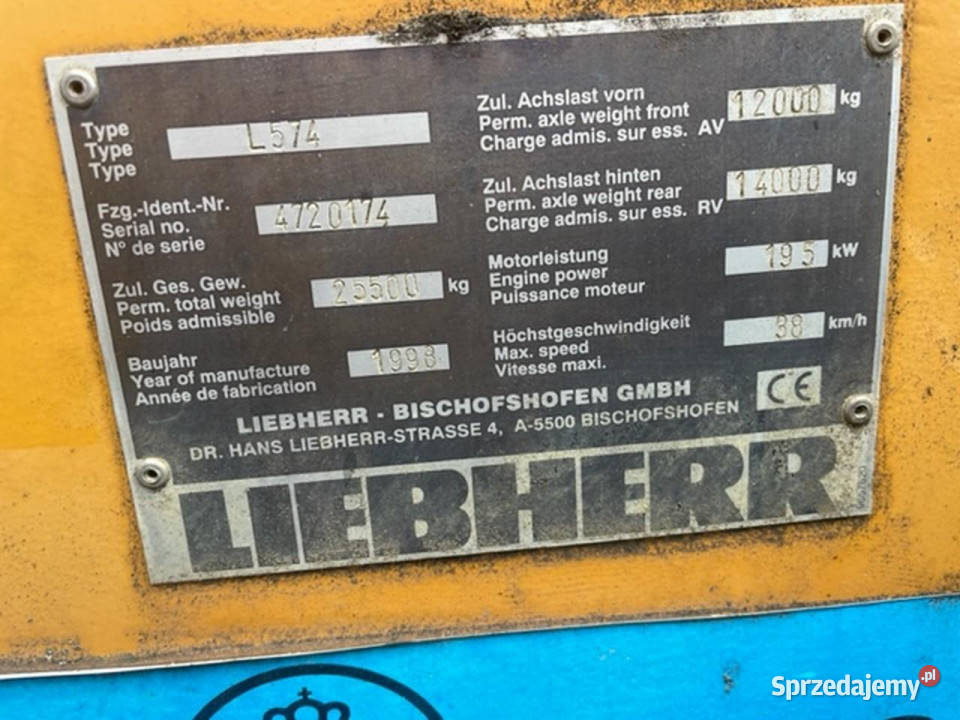 Type
Type
Type
L574
Fzg.-Ident.-Nr.
Serial no.
N° de serie
4720174
Zul. Ges. Gew.
Perm. total weight
Poids admissible
25500 kg
Baujahr
Year of manufacture
Année de fabrication
1998
Zul. Achslast vorn
Perm. axle weight front
Charge admis. sur ess. AV
12000 kg
Zul. Achslast hinten
Perm. axle weight rear
Charge admis. sur ess. RV
14000 kg
Motorleistung
Engine power
Puissance moteur
195 kW
Höchstgeschwindigkeit
Max. speed
Vitesse maxi.
38 km/h
LIEBHERR - BISCHOFSHOFEN GMBH
DR. HANS LIEBHERR-STRASSE 4, A-5500 BISCHOFSHOFEN
CE
LIEBHERR
Sprzedajemy.pl